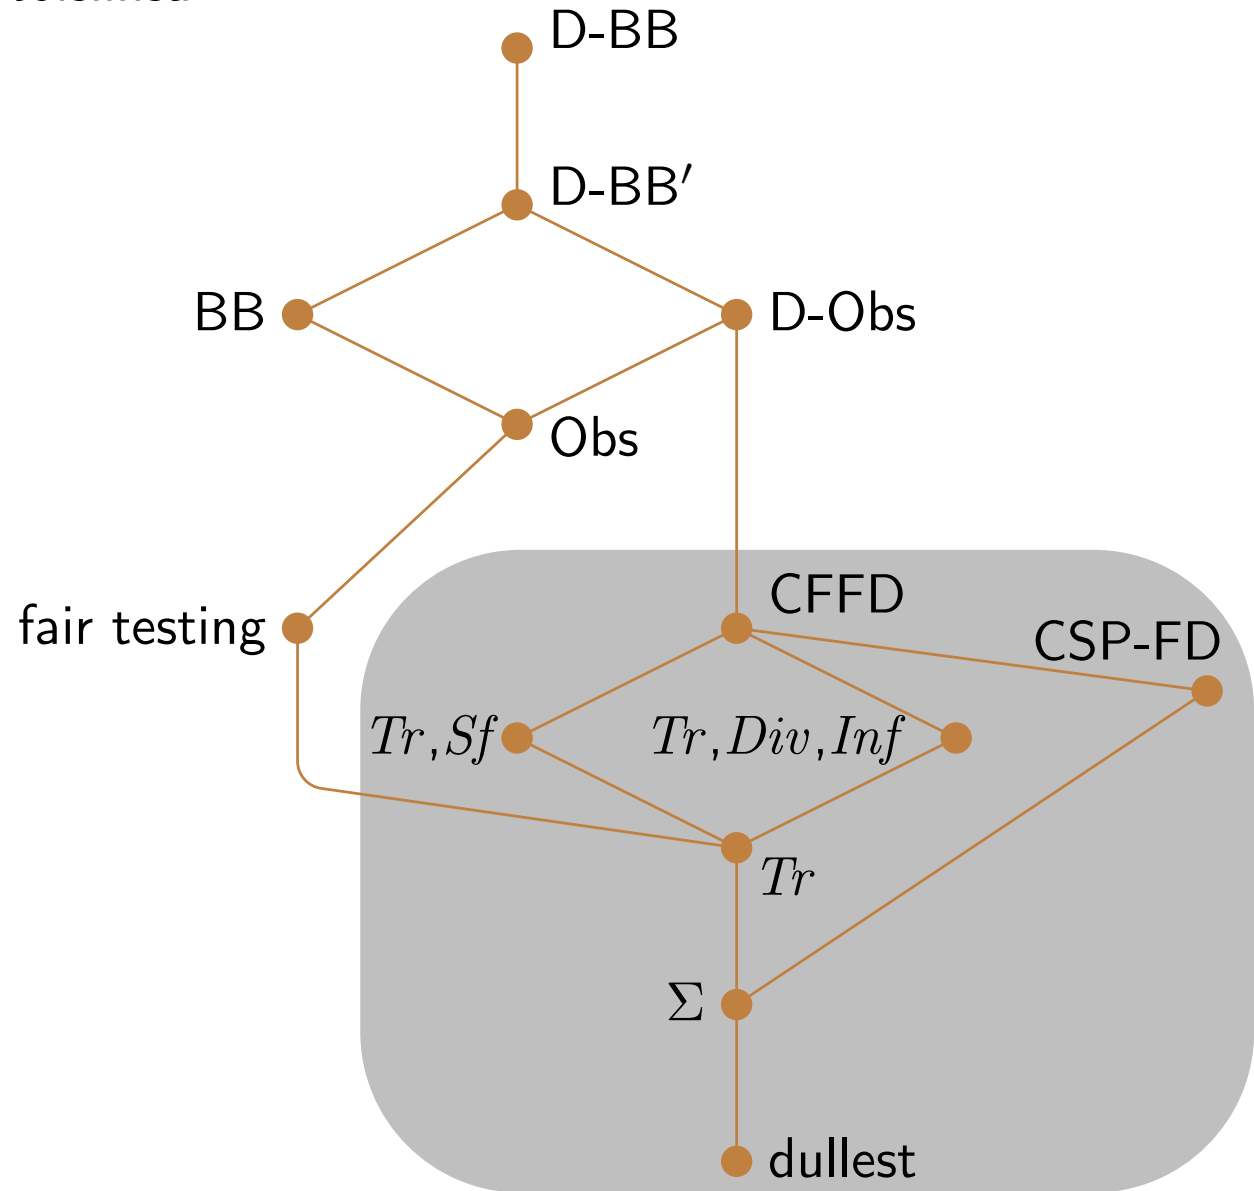 D-BB
D-BB′
BB
D-Obs
Obs
CFFD
fair testing
CSP-FD
Tr,Sf
Tr,Div,Inf
Tr
Σ
dullest